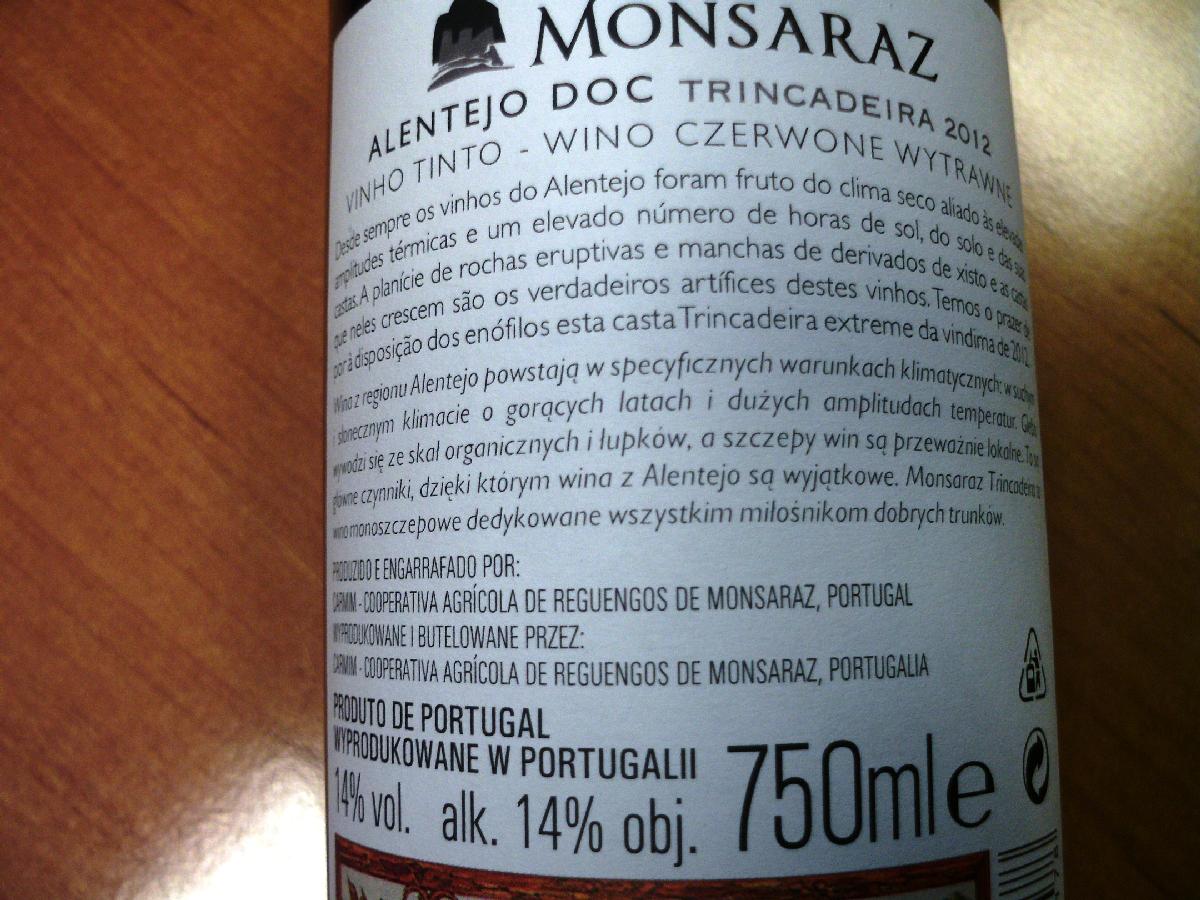 MONSARAZ
ALENTEJO DOC TRINCADEIRA 2012
VINHO TINTO - WINO CZERWONE WYTRAWNE
Desde sempre os vinhos do Alentejo foram fruto do clima seco aliado às elevadas
amplitudes térmicas e um elevado número de horas de sol, do solo e das suas
castas. A planície de rochas eruptivas e manchas de derivados de xisto e as castas
que neles crescem são os verdadeiros artífices destes vinhos. Temos o prazer de
por à disposição dos enófilos esta casta Trincadeira extreme da vindima de 2012.
Wina z regionu Alentejo powstają w specyficznych warunkach klimatycznych: w suchym
i słonecznym klimacie o gorących latach i dużych amplitudach temperatur. Gleba
wywodzi się ze skał organicznych i łupków, a szczepy win są przeważnie lokalne. To są
główne czynniki, dzięki którym wina z Alentejo są wyjątkowe. Monsaraz Trincadeira
wino monoszczepowe dedykowane wszystkim miłośnikom dobrych trunków.
PRODUZIDO E ENGARRAFADO POR:
CARMIM - COOPERATIVA AGRÍCOLA DE REGUENGOS DE MONSARAZ, PORTUGAL
WYPRODUKOWANE I BUTELOWANE PRZEZ:
CARMIM - COOPERATIVA AGRÍCOLA DE REGUENGOS DE MONSARAZ, PORTUGALIA
PRODUTO DE PORTUGAL
WYPRODUKOWANE W PORTUGALII
14% vol. alk. 14% obj. 750ml e